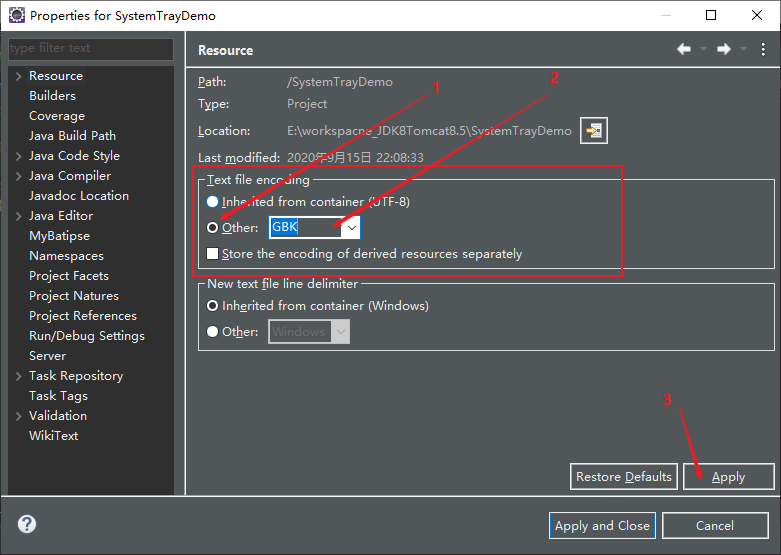 Properties for SystemTrayDemo
type filter text
Resource
Builders
Coverage
Java Build Path
Java Code Style
Java Compiler
Javadoc Location
Java Editor
MyBatipse
Namespaces
Project Facets
Project Natures
Project References
Run/Debug Settings
Server
Task Repository
Task Tags
Validation
WikiText
Resource
1
2
Path: /SystemTrayDemo
Type: Project
Location: E:\workspacne_JDK8Tomcat8.5\SystemTrayDemo
Last modified: 2020年9月15日 22:08:33
Text file encoding
Inherited from container (UTF-8)
Other: GBK
Store the encoding of derived resources separately
New text file line delimiter
Inherited from container (Windows)
Other: Windows
3
Restore Defaults Apply
? Apply and Close Cancel